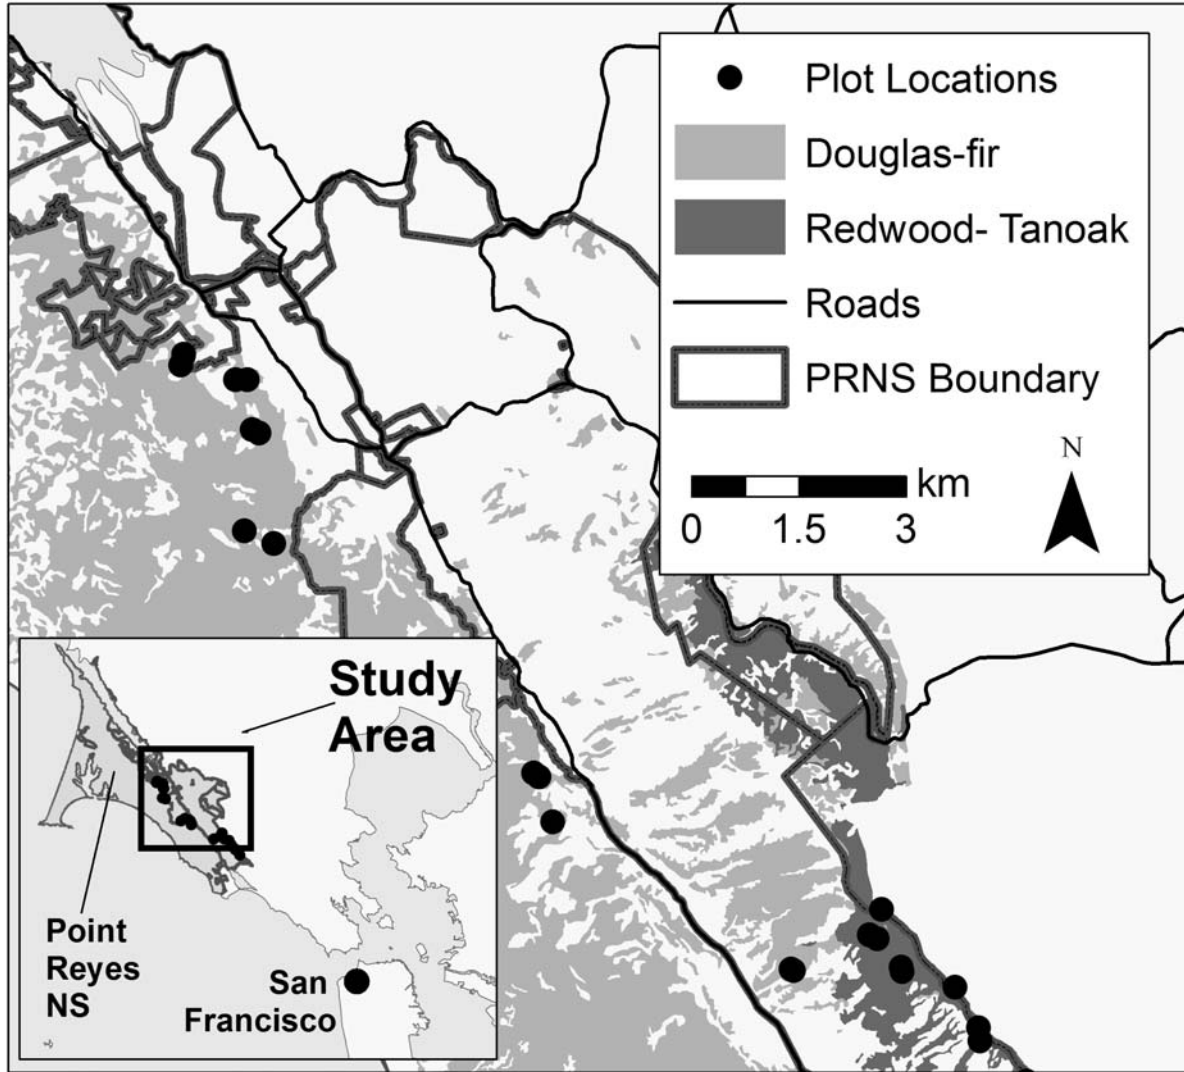 Plot Locations
Douglas-fir
Redwood- Tanoak
Roads
PRNS Boundary
km
0 1.5 3
N
Study
Area
Point
Reyes
NS
San
Francisco